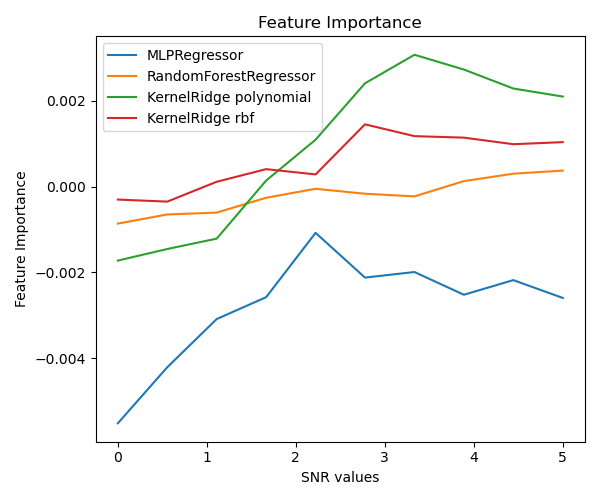 Feature Importance
MLPRegressor
RandomForestRegressor
KernelRidge polynomial
KernelRidge rbf
0.002
0.000
−0.002
−0.004
Feature Importance
0 1 2 3 4 5
SNR values